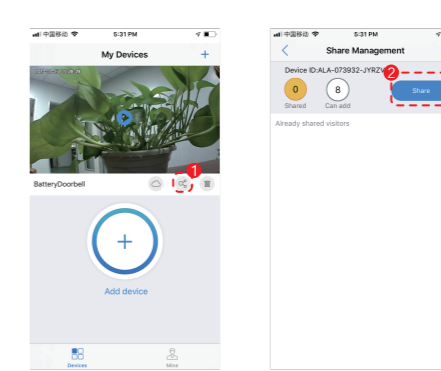 中国移动
5:31 PM
My Devices
+
BatteryDoorbell
1
+
Add device
Devices
Mine
中国移动
5:31 PM
Share Management
Device ID:ALA-073932-JYRZV
2
0
8
Share
Shared
Can add
Already shared visitors